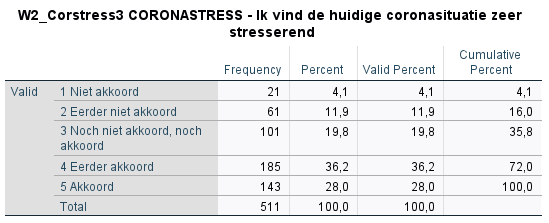 W2_Corstress3 CORONASTRESS - Ik vind de huidige coronasituatie zeer
stresserend
Frequency Percent Valid Percent Cumulative Percent
Valid 1 Niet akkoord 21 4,1 4,1 4,1
2 Eerder niet akkoord 61 11,9 11,9 16,0
3 Noch niet akkoord, noch akkoord 101 19,8 19,8 35,8
4 Eerder akkoord 185 36,2 36,2 72,0
5 Akkoord 143 28,0 28,0 100,0
Total 511 100,0 100,0